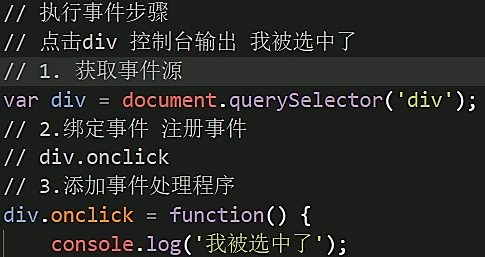 // 执行事件步骤
// 点击div 控制台输出 我被选中了
// 1. 获取事件源
var div = document.querySelector('div');
// 2.绑定事件 注册事件
// div.onclick
// 3.添加事件处理程序
div.onclick = function() {
    console.log('我被选中了');